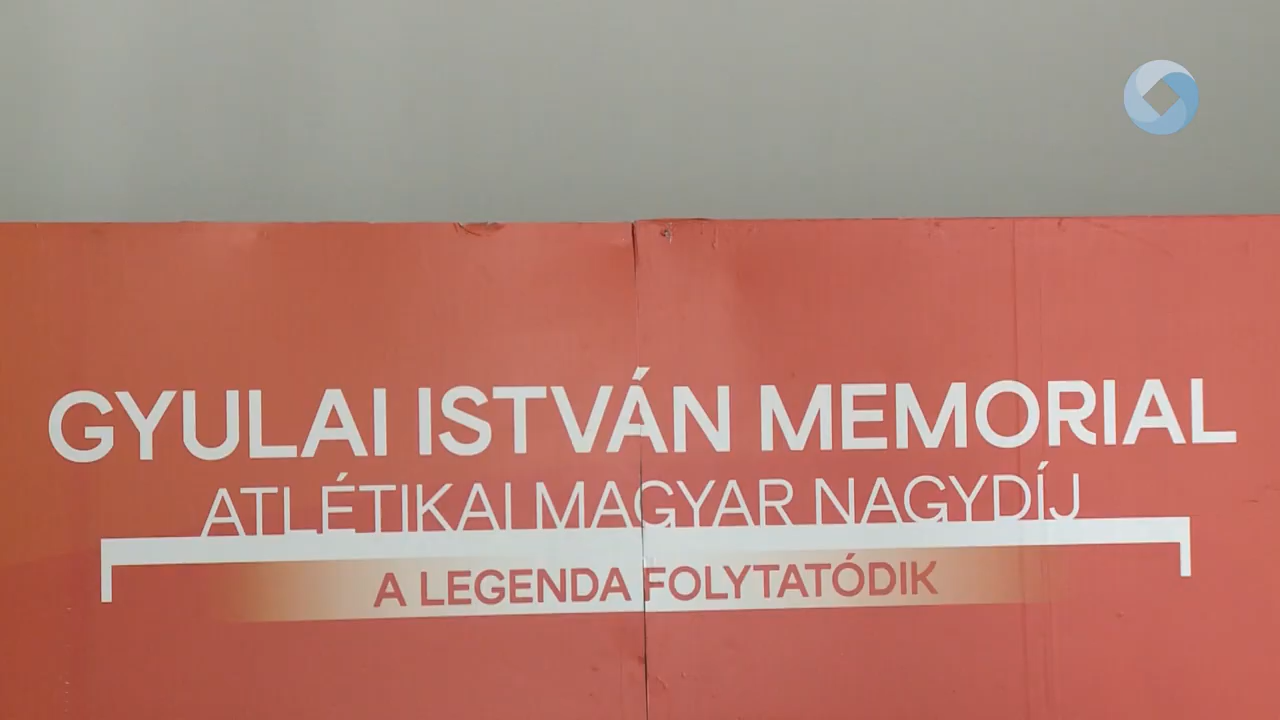 GYULAI ISTVÁN MEMORIAL
ATLÉTIKAI MAGYAR NAGYDÍJ
A LEGENDA FOLYTATÓDIK